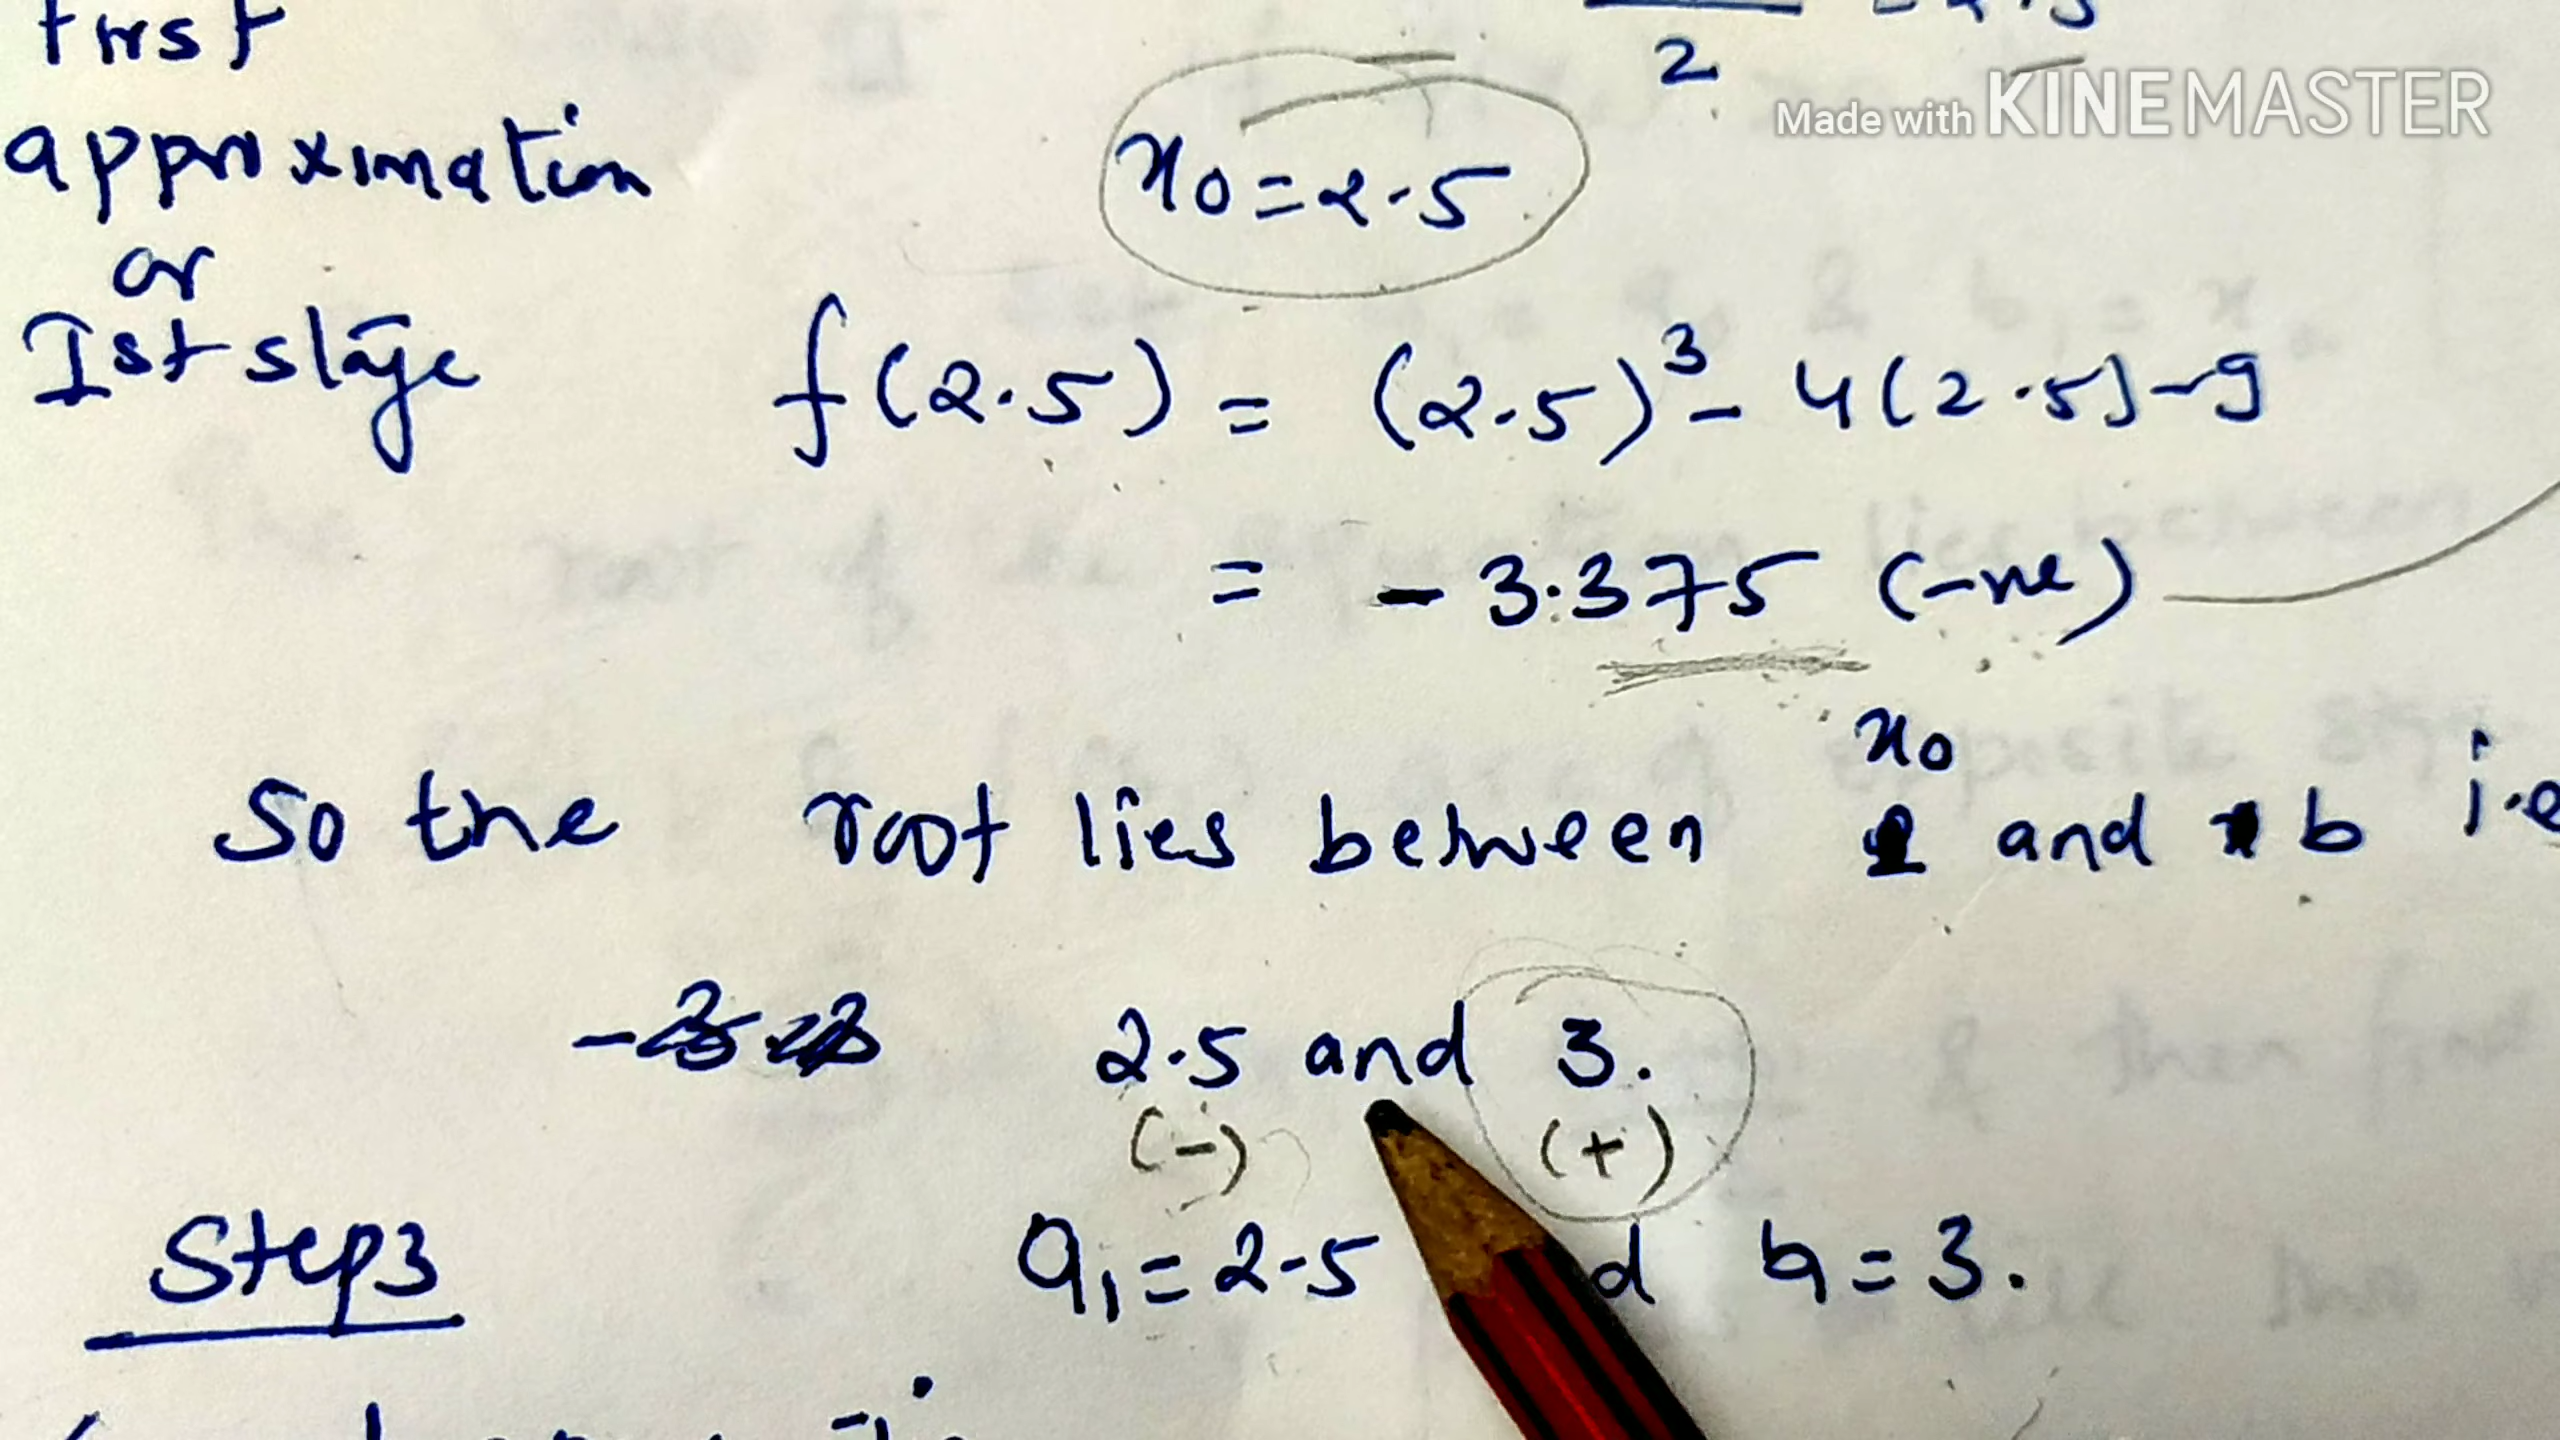 First
2
Made with KINEMASTER
approximation
x0 = 2.5
or
Ist stage
f(2.5) = (2.5)³ - 4(2.5) - 9
= - 3.375 (-ve)
x0
So the root lies between and b i.e
2.5 and 3.
(-) (+)
Step3
a1 = 2.5 d b1 = 3.